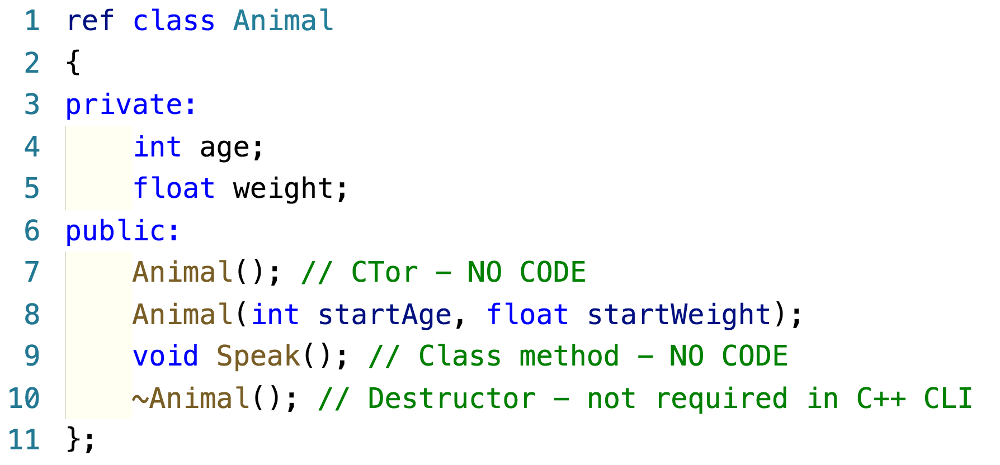 1 ref class Animal
2 {
3 private:
4     int age;
5     float weight;
6 public:
7     Animal(); // CTor – NO CODE
8     Animal(int startAge, float startWeight);
9     void Speak(); // Class method – NO CODE
10     ~Animal(); // Destructor – not required in C++ CLI
11 };